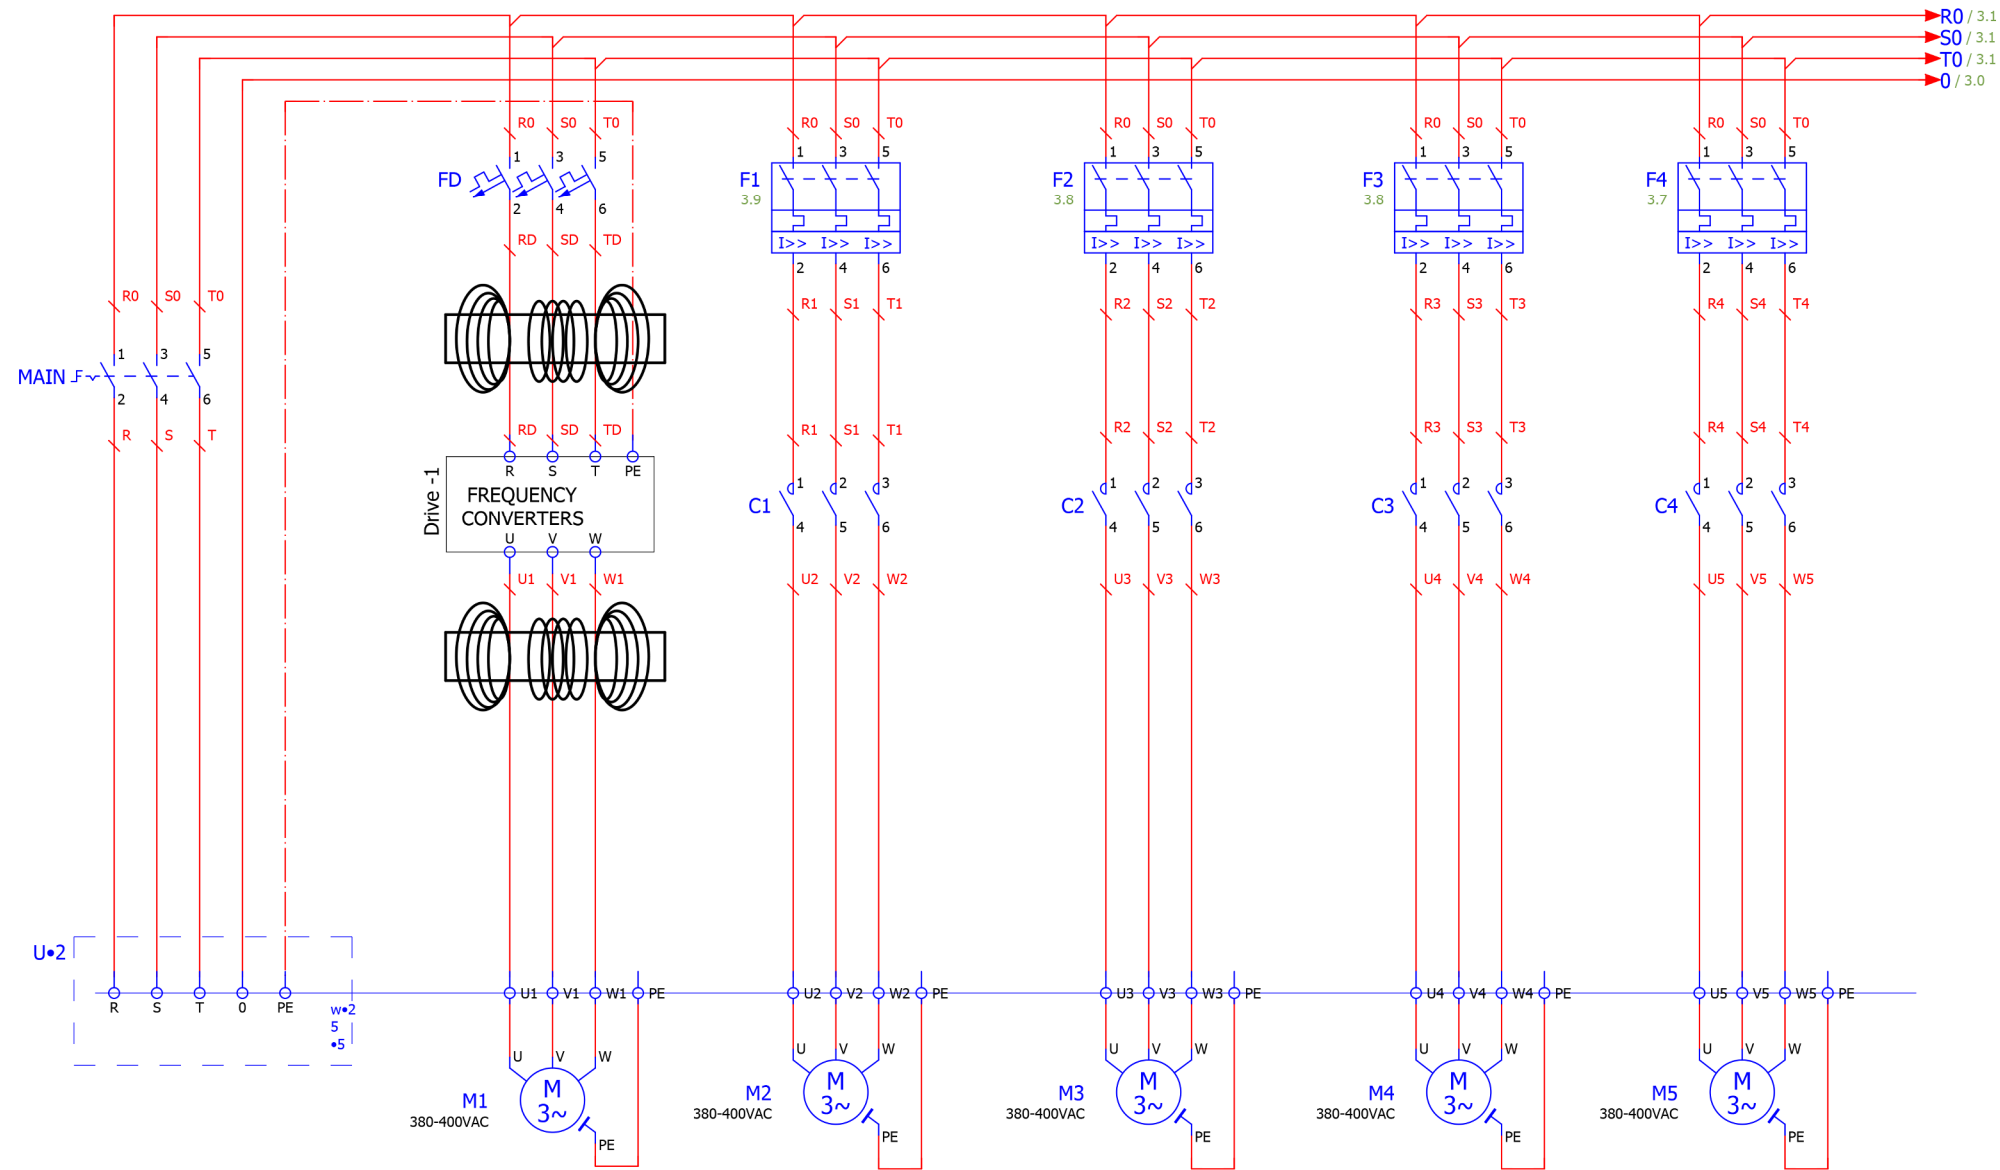 R0 / 3.1
S0 / 3.1
T0 / 3.1
0 / 3.0
R0 S0 T0 R0 S0 T0 R0 S0 T0 R0 S0 T0 R0 S0 T0
1 3 5 1 3 5 1 3 5 1 3 5 1 3 5
FD F1 F2 F3 F4
3.9 3.8 3.8 3.7
2 4 6
RD SD TD I>> I>> I>> I>> I>> I>> I>> I>> I>> I>> I>> I>>
2 4 6 2 4 6 2 4 6 2 4 6
R0 S0 T0 R1 S1 T1 R2 S2 T2 R3 S3 T3 R4 S4 T4
1 3 5
MAIN
2 4 6
R S T RD SD TD R1 S1 T1 R2 S2 T2 R3 S3 T3 R4 S4 T4
R S T PE
Drive -1
FREQUENCY
CONVERTERS
U V W
1 2 3 1 2 3 1 2 3 1 2 3
C1 C2 C3 C4
4 5 6 4 5 6 4 5 6 4 5 6
U1 V1 W1 U2 V2 W2 U3 V3 W3 U4 V4 W4 U5 V5 W5
U•2
U1 V1 W1 PE U2 V2 W2 PE U3 V3 W3 PE U4 V4 W4 PE U5 V5 W5 PE
R S T 0 PE
w•2
5
•5
U V W U V W U V W U V W U V W
M M M M M
3~ 3~ 3~ 3~ 3~
M1 M2 M3 M4 M5
380-400VAC 380-400VAC 380-400VAC 380-400VAC 380-400VAC
PE PE PE PE PE